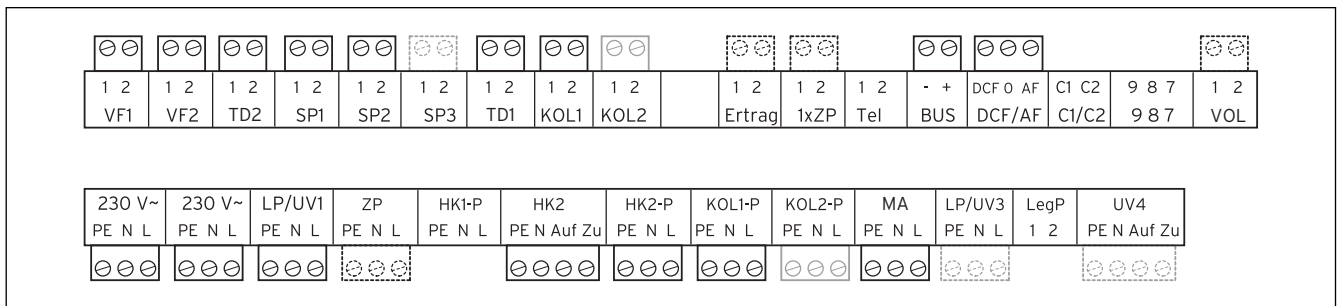 1 2 1 2 1 2 1 2 1 2 1 2 1 2 1 2 1 2 1 2 1 2 1 2 - + DCF O AF C1 C2 9 8 7 1 2
VF1 VF2 TD2 SP1 SP2 SP3 TD1 KOL1 KOL2 Ertrag 1xZP Tel BUS DCF/AF C1/C2 9 8 7 VOL
230 V~ 230 V~ LP/UV1 ZP HK1-P HK2 HK2-P KOL1-P KOL2-P MA LP/UV3 LegP UV4
PE N L PE N L PE N L PE N L PE N L PE N Auf Zu PE N L PE N L PE N L PE N L PE N L 1 2 PE N Auf Zu